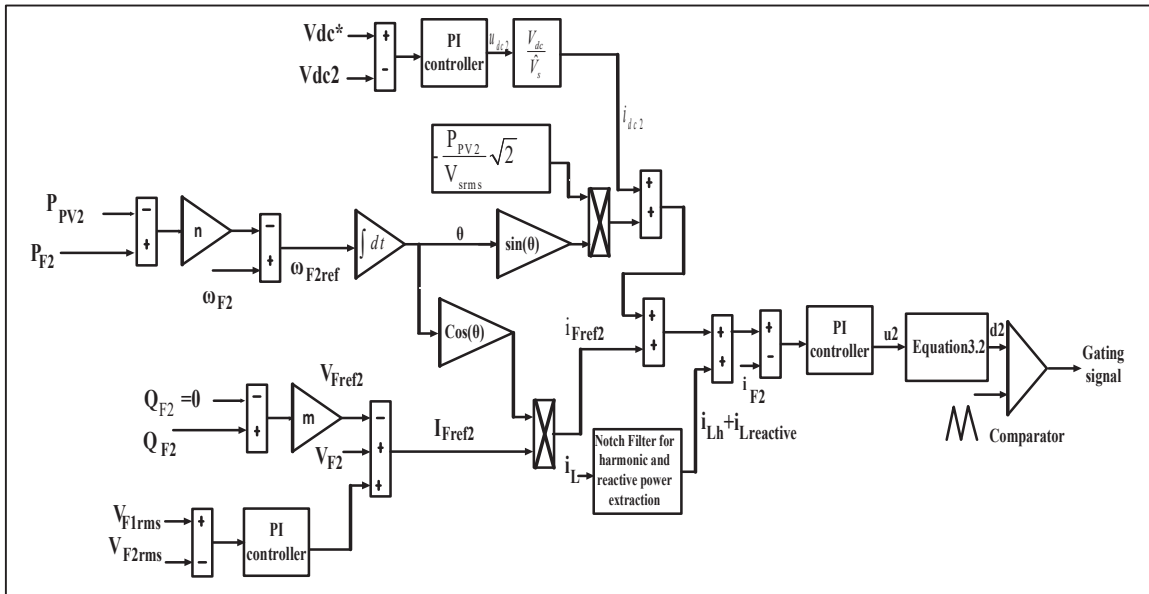 Vdc*
+
-
Vdc2
PI
controller
u_dc2
V_dc
V̂_s
i_dc2
- P_PV2 √2
V_srms
+
+
P_PV2
-
+
P_F2
n
-
+
ω_F2
ω_F2ref
∫ dt
θ
sin(θ)
Cos(θ)
i_Fref2
+
+
+
+
+
-
i_F2
PI
controller
u2
Equation3.2
d2
Gating
signal
Comparator
V_Fref2
Q_F2 =0
-
+
Q_F2
m
-
+
+
V_F2
I_Fref2
i_L
Notch Filter for
harmonic and
reactive power
extraction
i_Lh+i_Lreactive
V_F1rms
+
-
V_F2rms
PI
controller